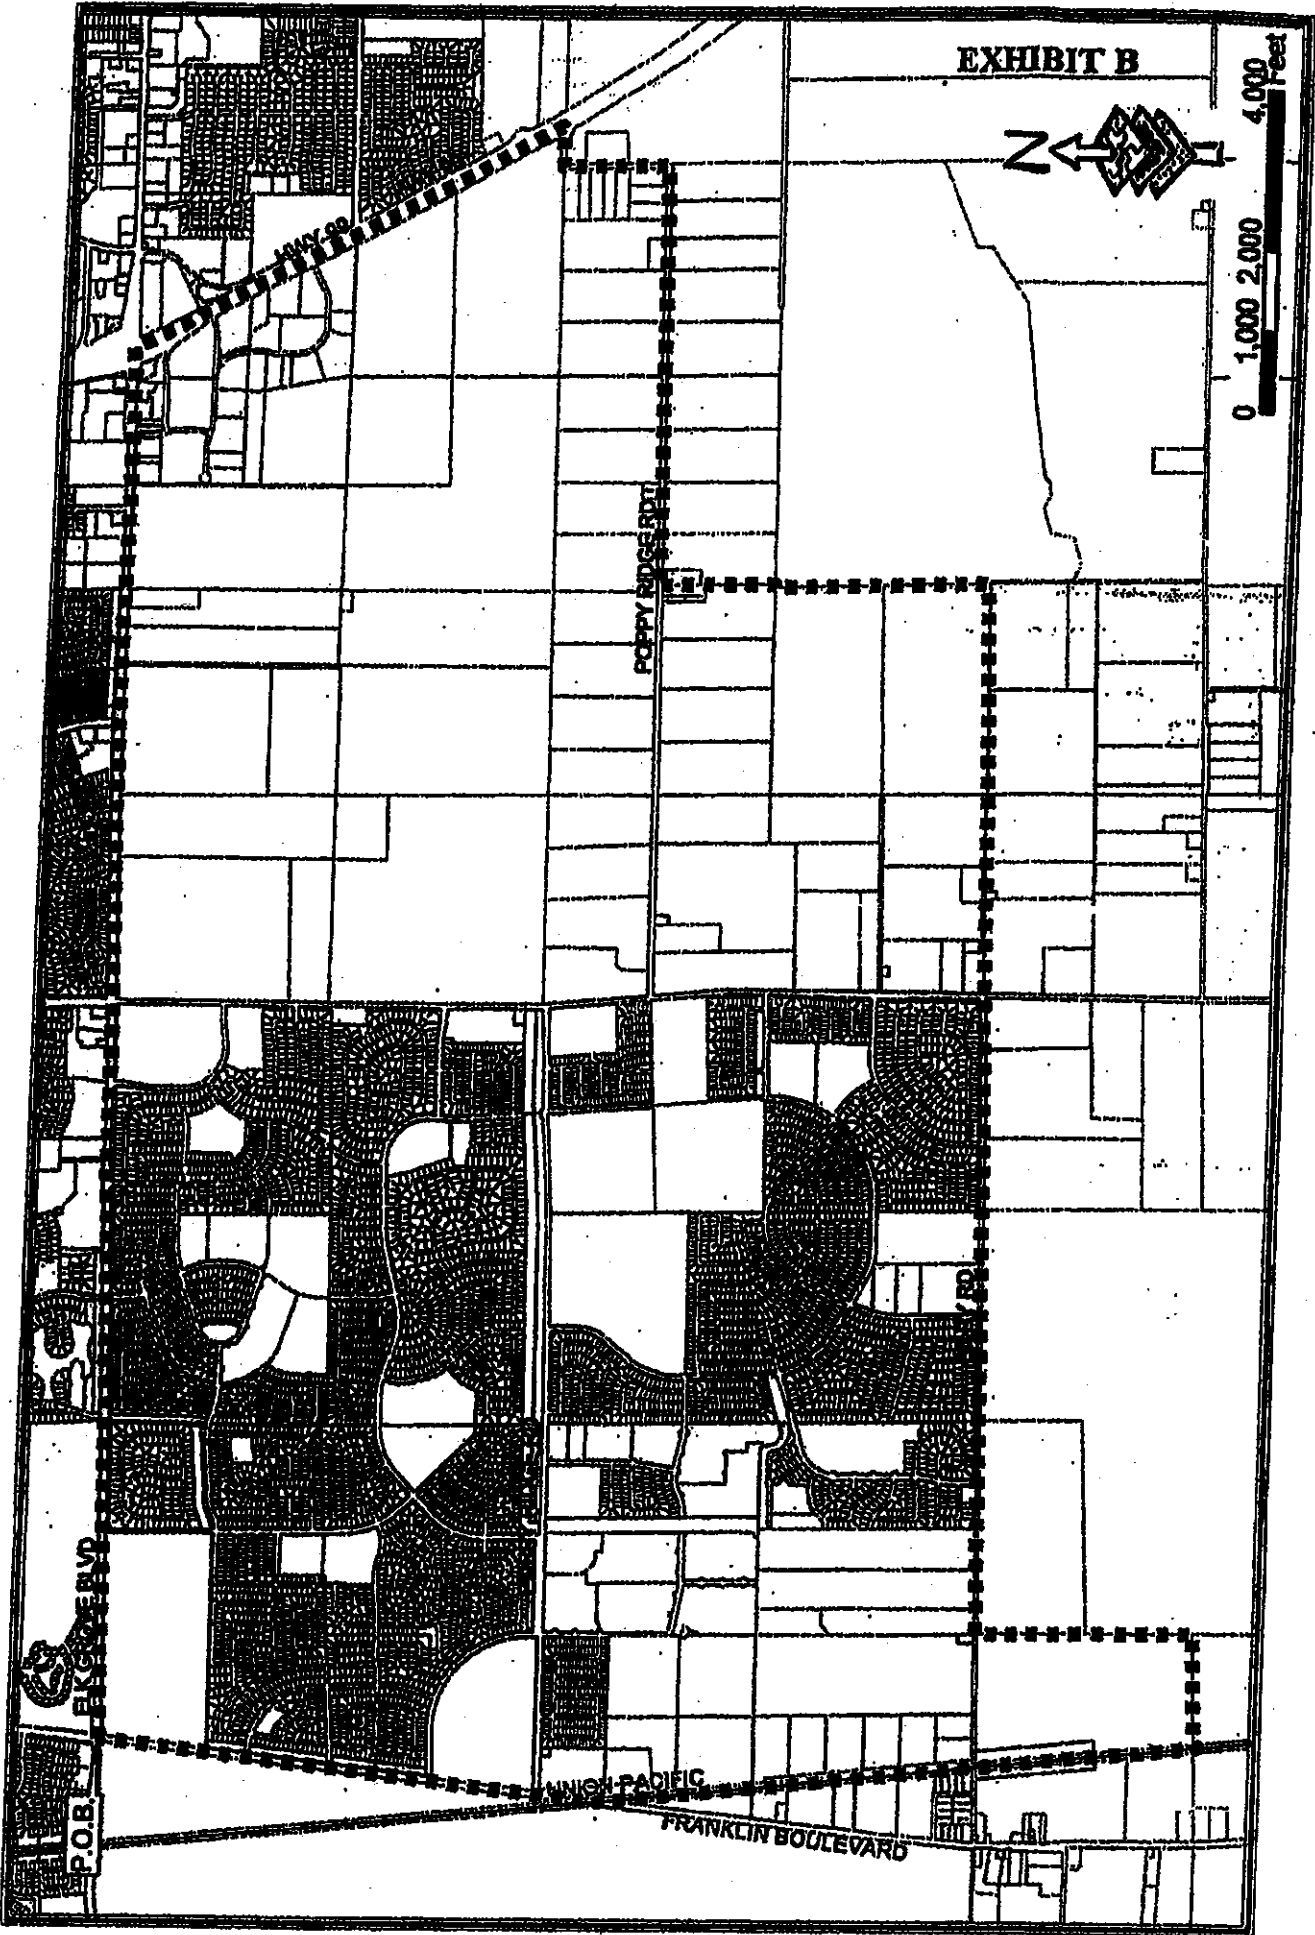 EXHIBIT B
N
0 1,000 2,000 4,000
Feet
HWY 99
POPPY RIDGE RD
Y RD
ELK GROVE BLVD
P.O.B.
UNION PACIFIC
FRANKLIN BOULEVARD